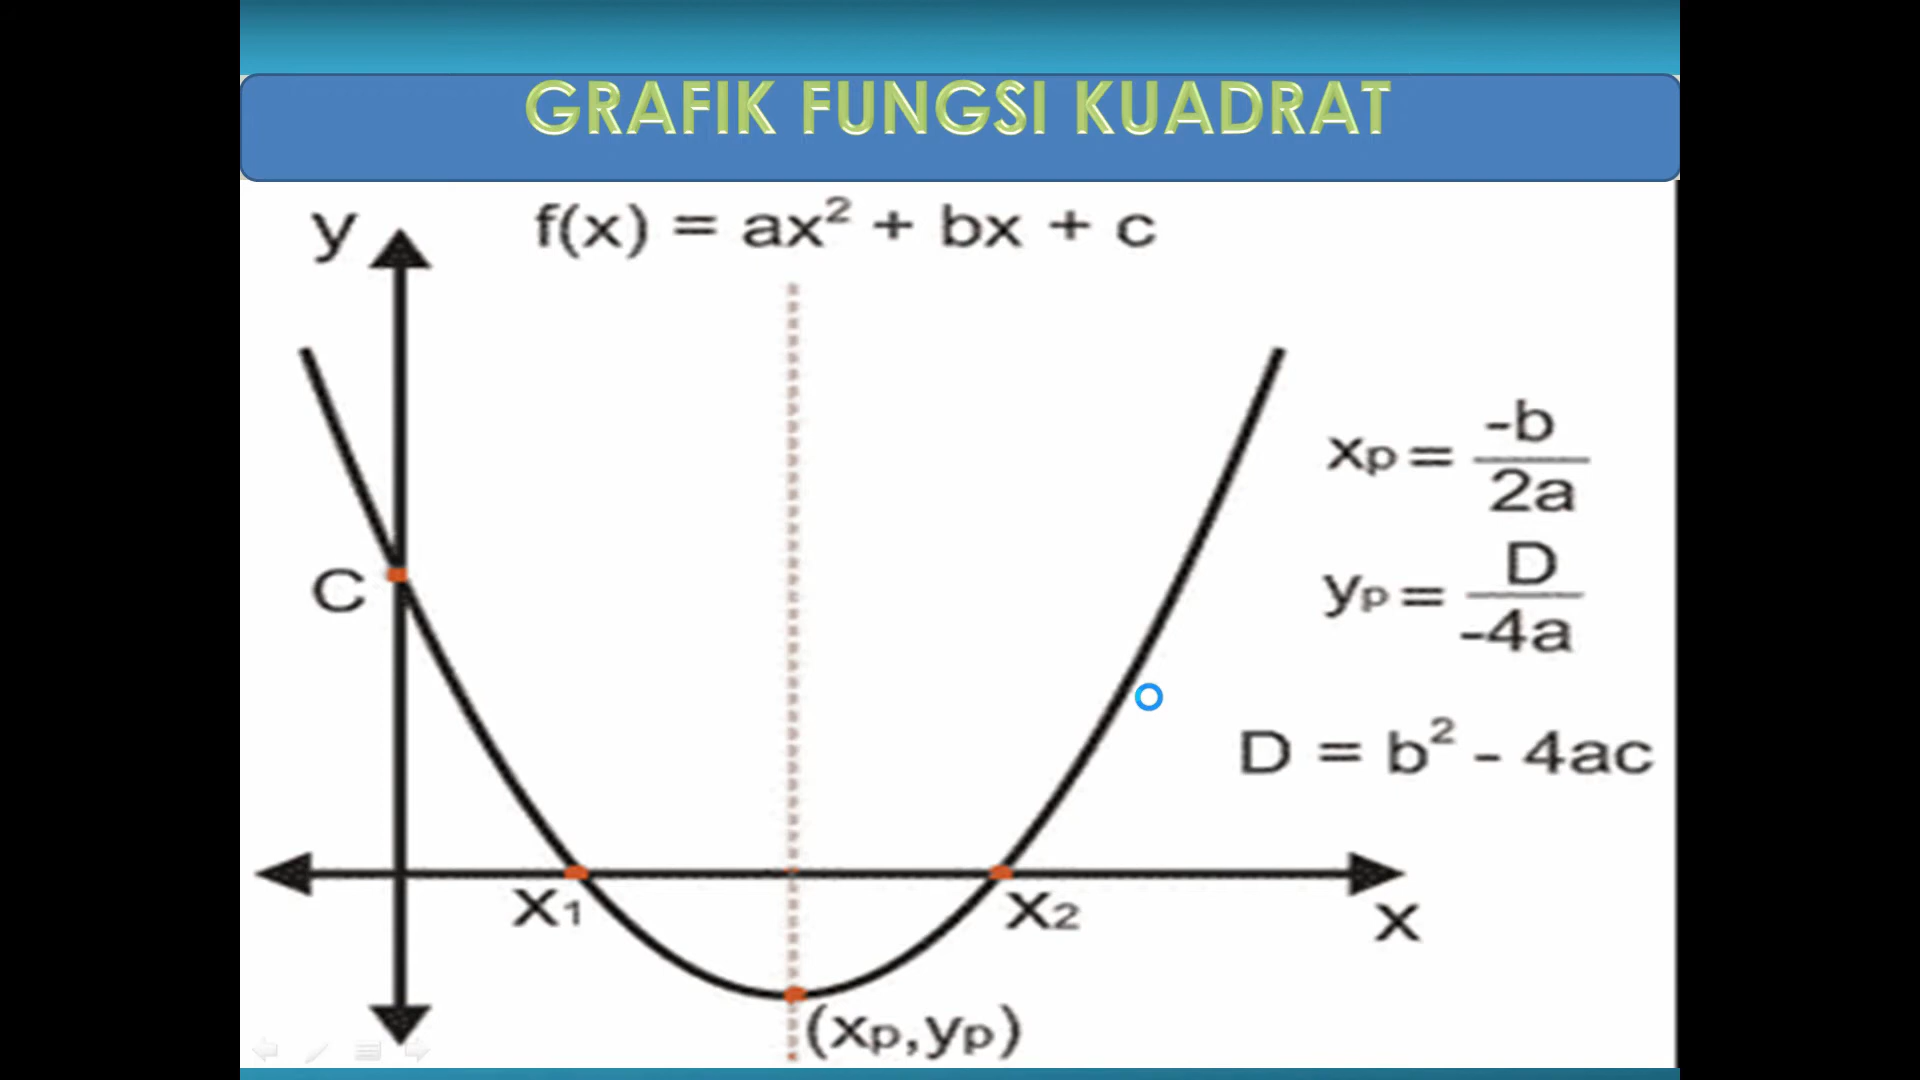 GRAFIK FUNGSI KUADRAT
f(x) = ax² + bx + c
y
xp = -b/2a
C
yp = D/-4a
D = b² - 4ac
x1
x2
x
(xp,yp)